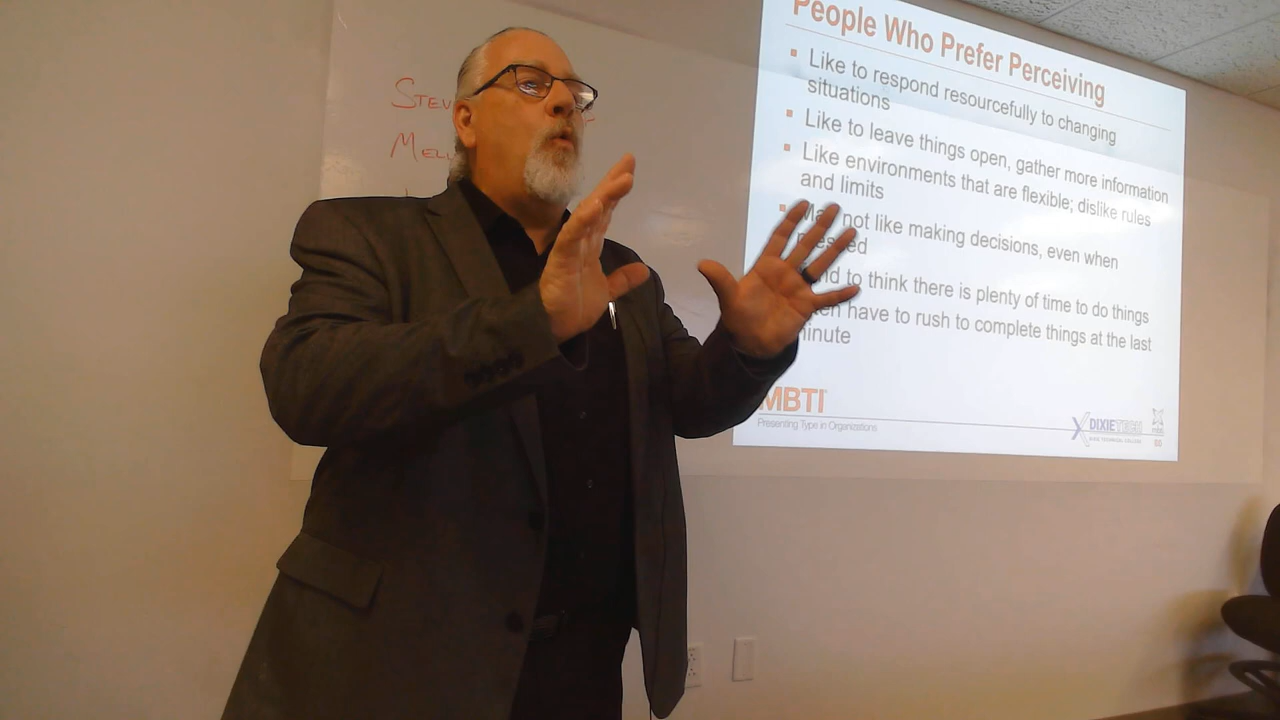 People Who Prefer Perceiving
Like to respond resourcefully to changing
situations
Like to leave things open, gather more information
Like environments that are flexible; dislike rules
and limits
not like making decisions, even when
to think there is plenty of time to do things
have to rush to complete things at the last
MBTI
Presenting Type in Organizations
DIXIETECH